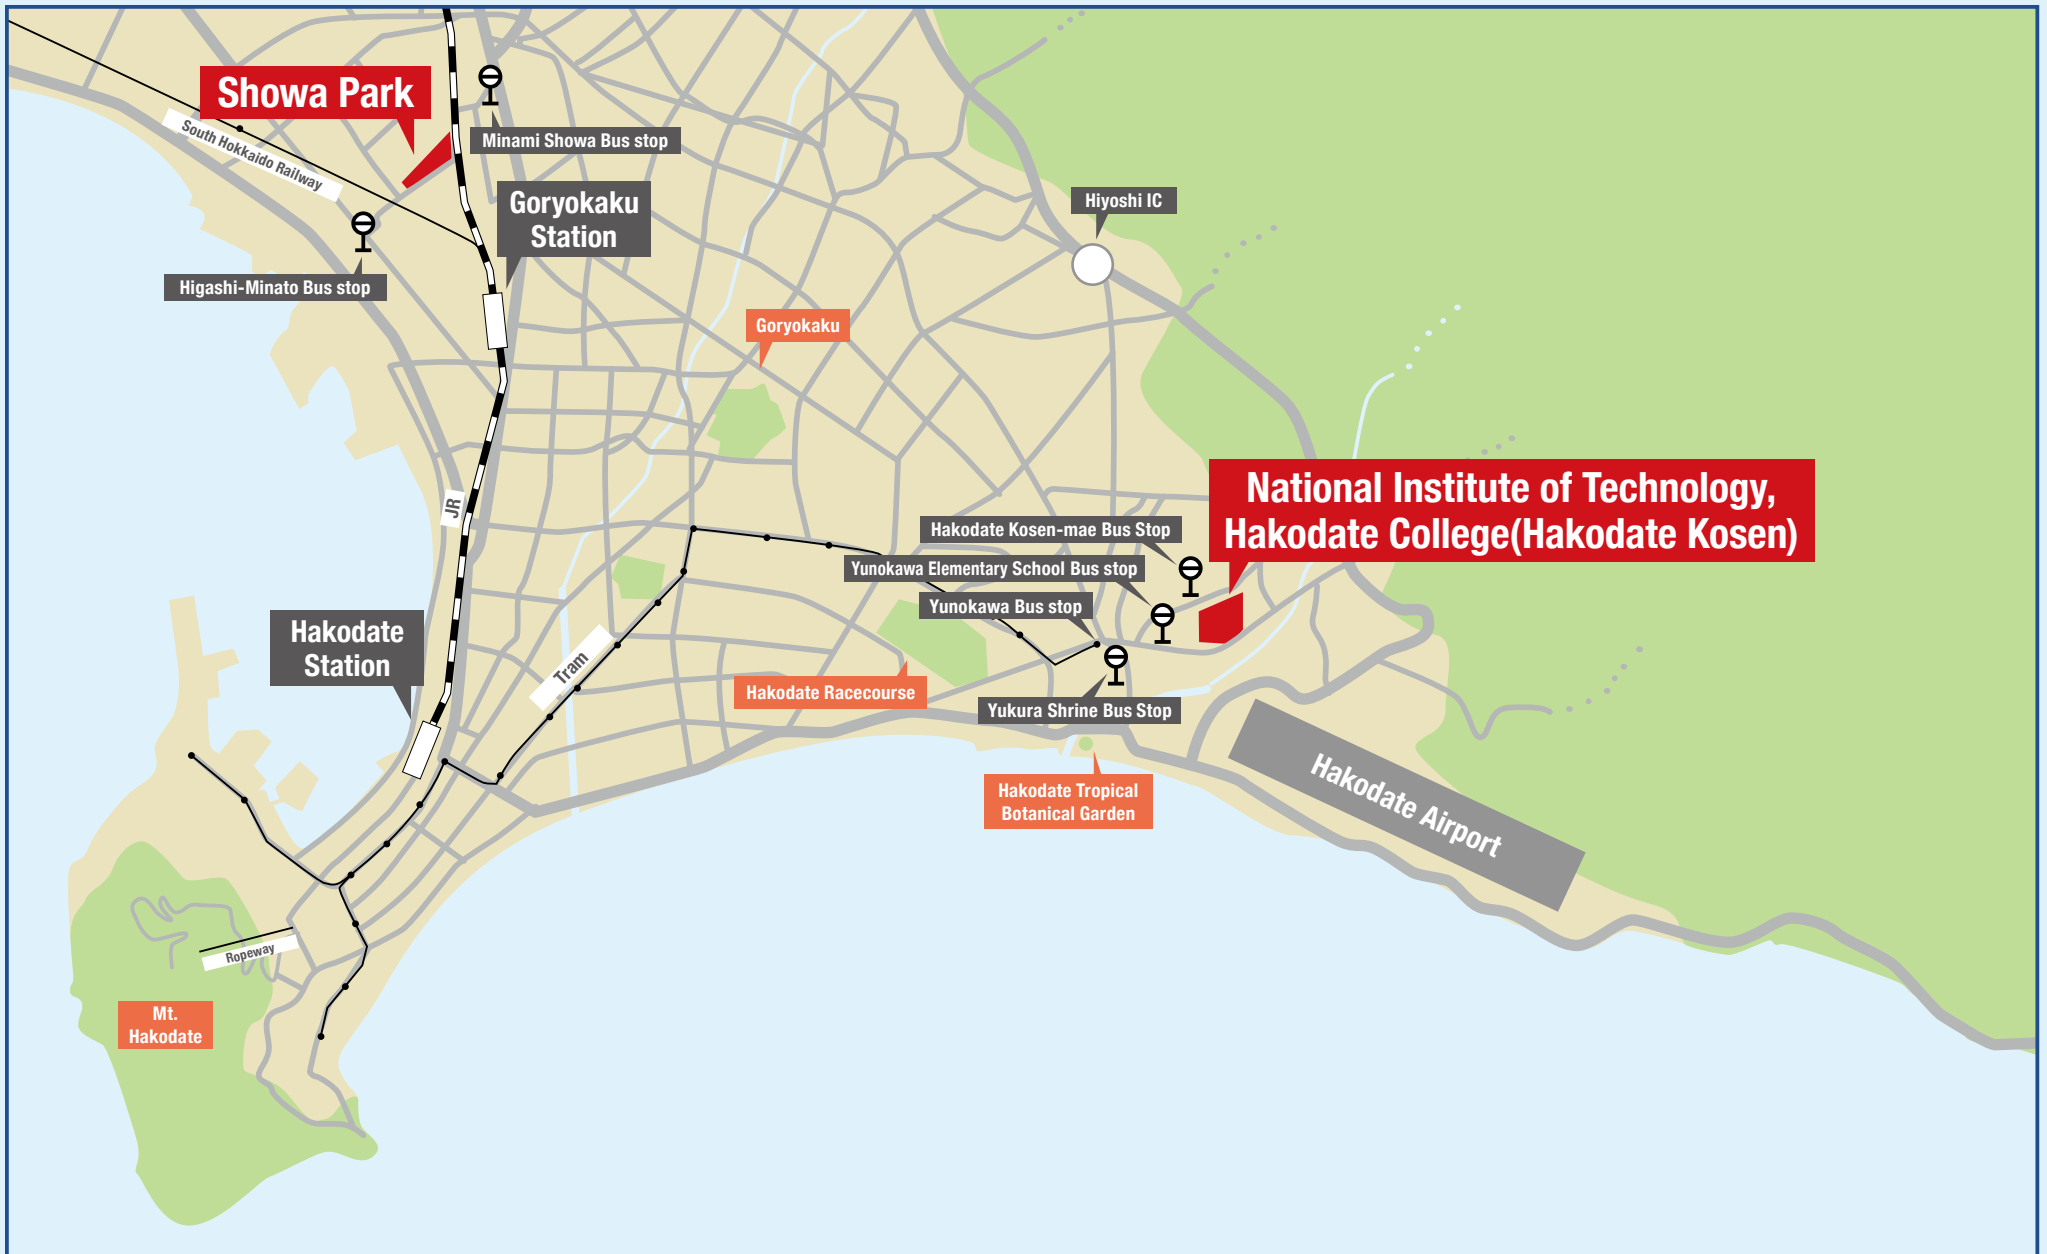 Showa Park
South Hokkaido Railway
Minami Showa Bus stop
Goryokaku
Station
Hiyoshi IC
Higashi-Minato Bus stop
Goryokaku
JR
National Institute of Technology,
Hakodate College(Hakodate Kosen)
Hakodate Kosen-mae Bus Stop
Yunokawa Elementary School Bus stop
Yunokawa Bus stop
Hakodate
Station
Tram
Hakodate Racecourse
Yukura Shrine Bus Stop
Hakodate Tropical
Botanical Garden
Hakodate Airport
Ropeway
Mt.
Hakodate